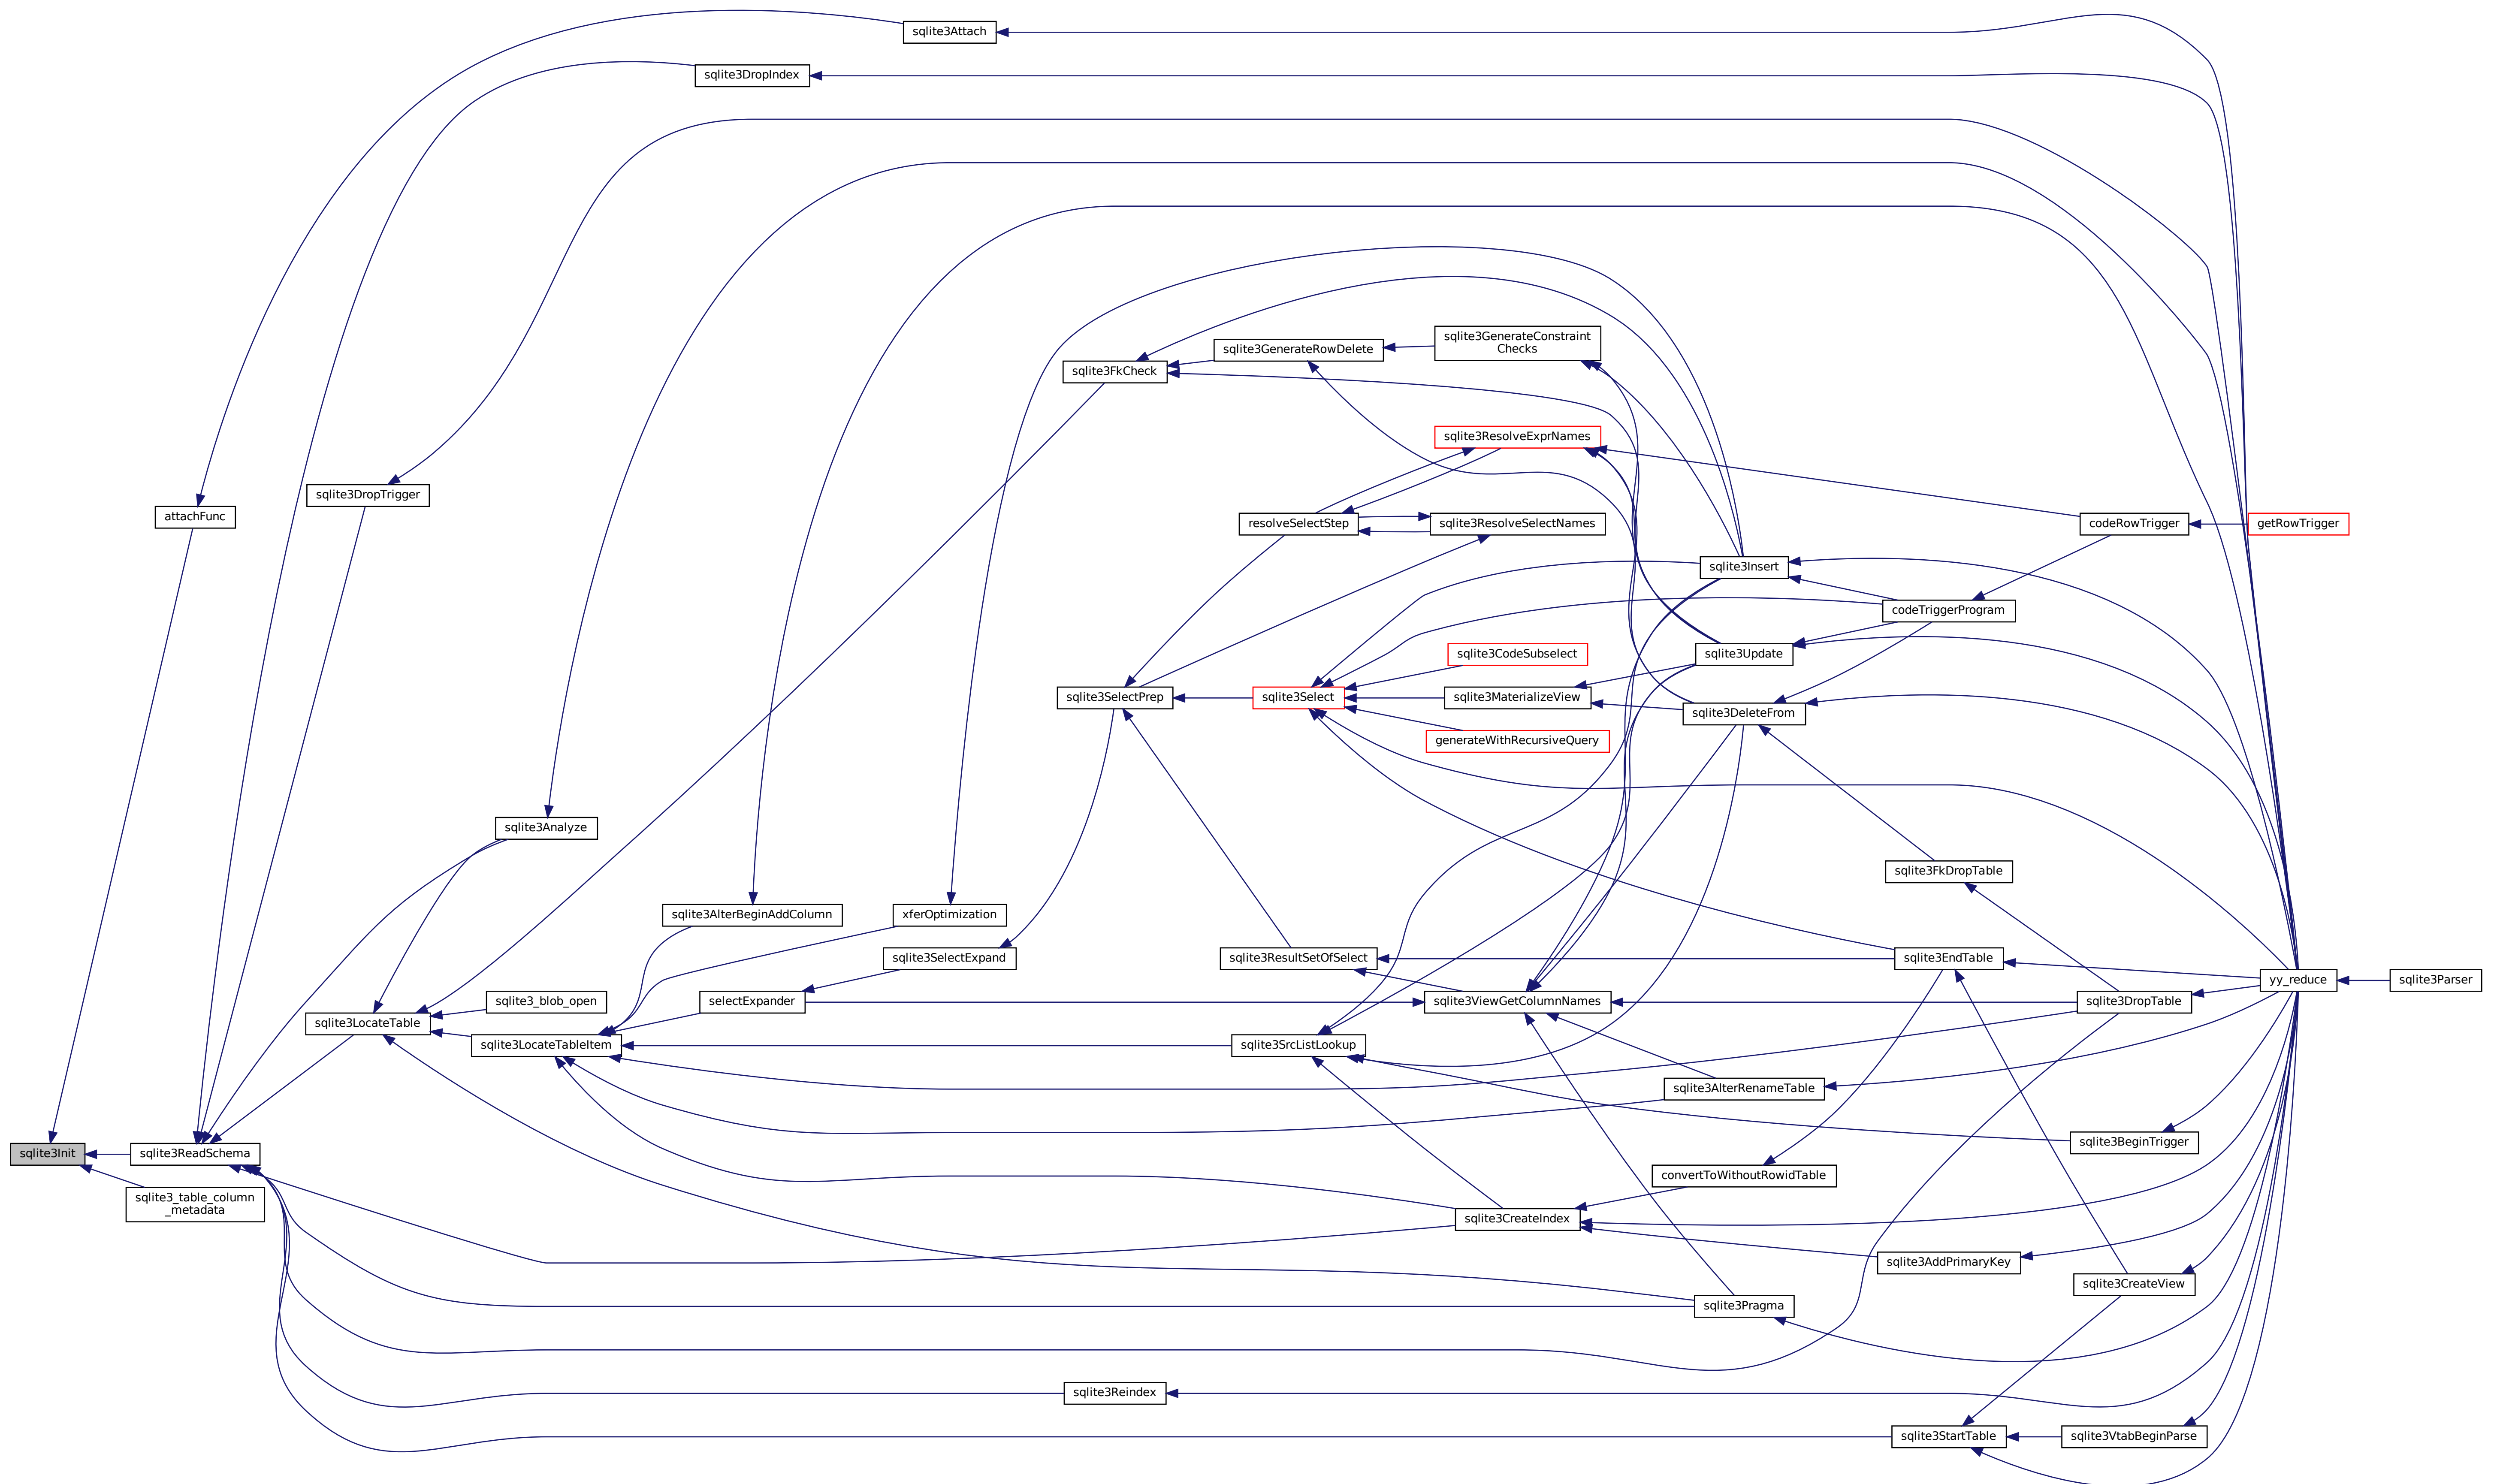 sqlite3Attach
sqlite3DropIndex
sqlite3GenerateConstraint
Checks
sqlite3GenerateRowDelete
sqlite3FkCheck
sqlite3ResolveExprNames
sqlite3DropTrigger
attachFunc
resolveSelectStep
sqlite3ResolveSelectNames
codeRowTrigger
getRowTrigger
sqlite3Insert
codeTriggerProgram
sqlite3CodeSubselect
sqlite3Update
sqlite3SelectPrep
sqlite3Select
sqlite3MaterializeView
sqlite3DeleteFrom
generateWithRecursiveQuery
sqlite3Analyze
sqlite3FkDropTable
sqlite3AlterBeginAddColumn
xferOptimization
sqlite3SelectExpand
sqlite3ResultSetOfSelect
sqlite3EndTable
yy_reduce
sqlite3Parser
sqlite3_blob_open
selectExpander
sqlite3ViewGetColumnNames
sqlite3DropTable
sqlite3LocateTable
sqlite3LocateTableItem
sqlite3SrcListLookup
sqlite3AlterRenameTable
sqlite3BeginTrigger
sqlite3Init
sqlite3ReadSchema
convertToWithoutRowidTable
sqlite3_table_column
_metadata
sqlite3CreateIndex
sqlite3AddPrimaryKey
sqlite3CreateView
sqlite3Pragma
sqlite3Reindex
sqlite3StartTable
sqlite3VtabBeginParse